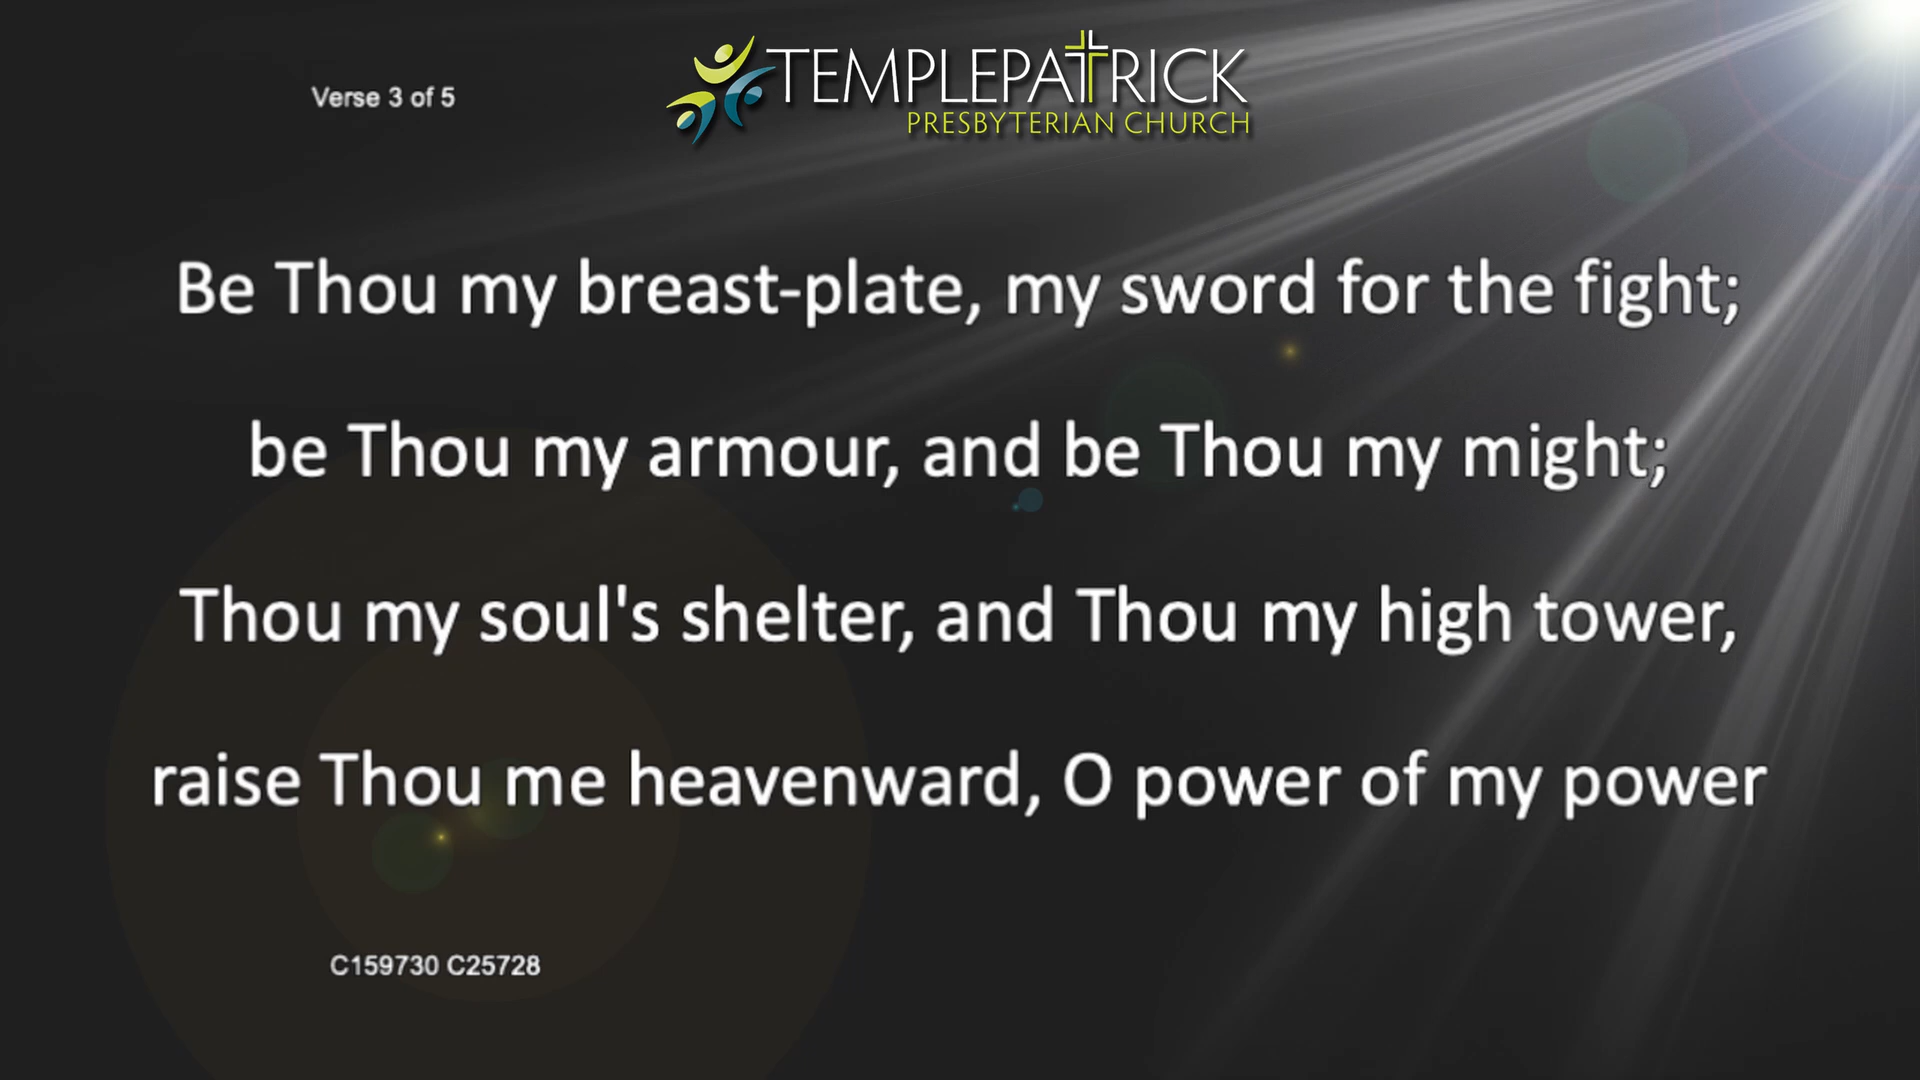 Verse 3 of 5
TEMPLEPATRICK
PRESBYTERIAN CHURCH
Be Thou my breast-plate, my sword for the fight;
be Thou my armour, and be Thou my might;
Thou my soul's shelter, and Thou my high tower,
raise Thou me heavenward, O power of my power
C159730 C25728